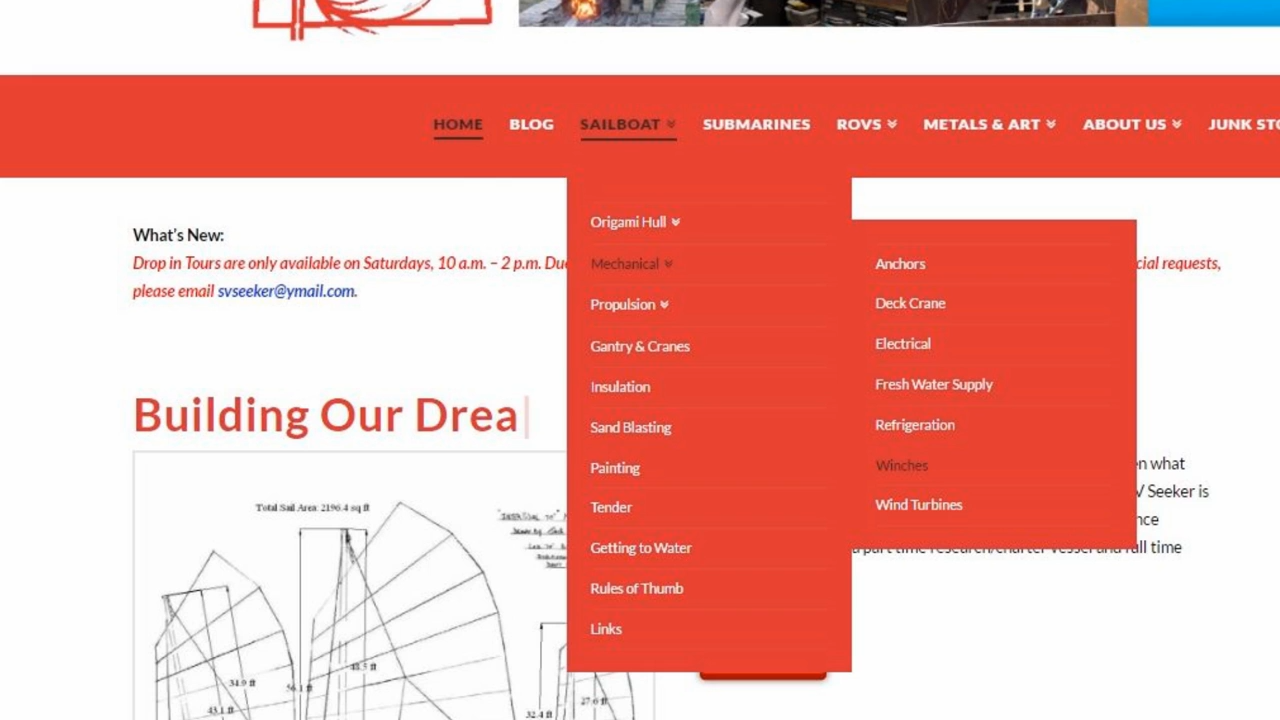 HOME BLOG SAILBOAT SUBMARINES ROVS METALS & ART ABOUT US JUNK STO
What's New:
Drop in Tours are only available on Saturdays, 10 a.m. – 2 p.m. Du
cial requests,
please email svseeker@ymail.com.
Origami Hull
Mechanical
Propulsion
Gantry & Cranes
Insulation
Sand Blasting
Painting
Tender
Getting to Water
Rules of Thumb
Links
Anchors
Deck Crane
Electrical
Fresh Water Supply
Refrigeration
Winches
Wind Turbines
Building Our Drea
n what
V Seeker is
nce
a part time research/charter vessel and full time
Total Sail Area: 2196.4 sq ft
34.9 ft
43.1 ft
56.1 ft
48.5 ft
32.4 ft
27.6 ft